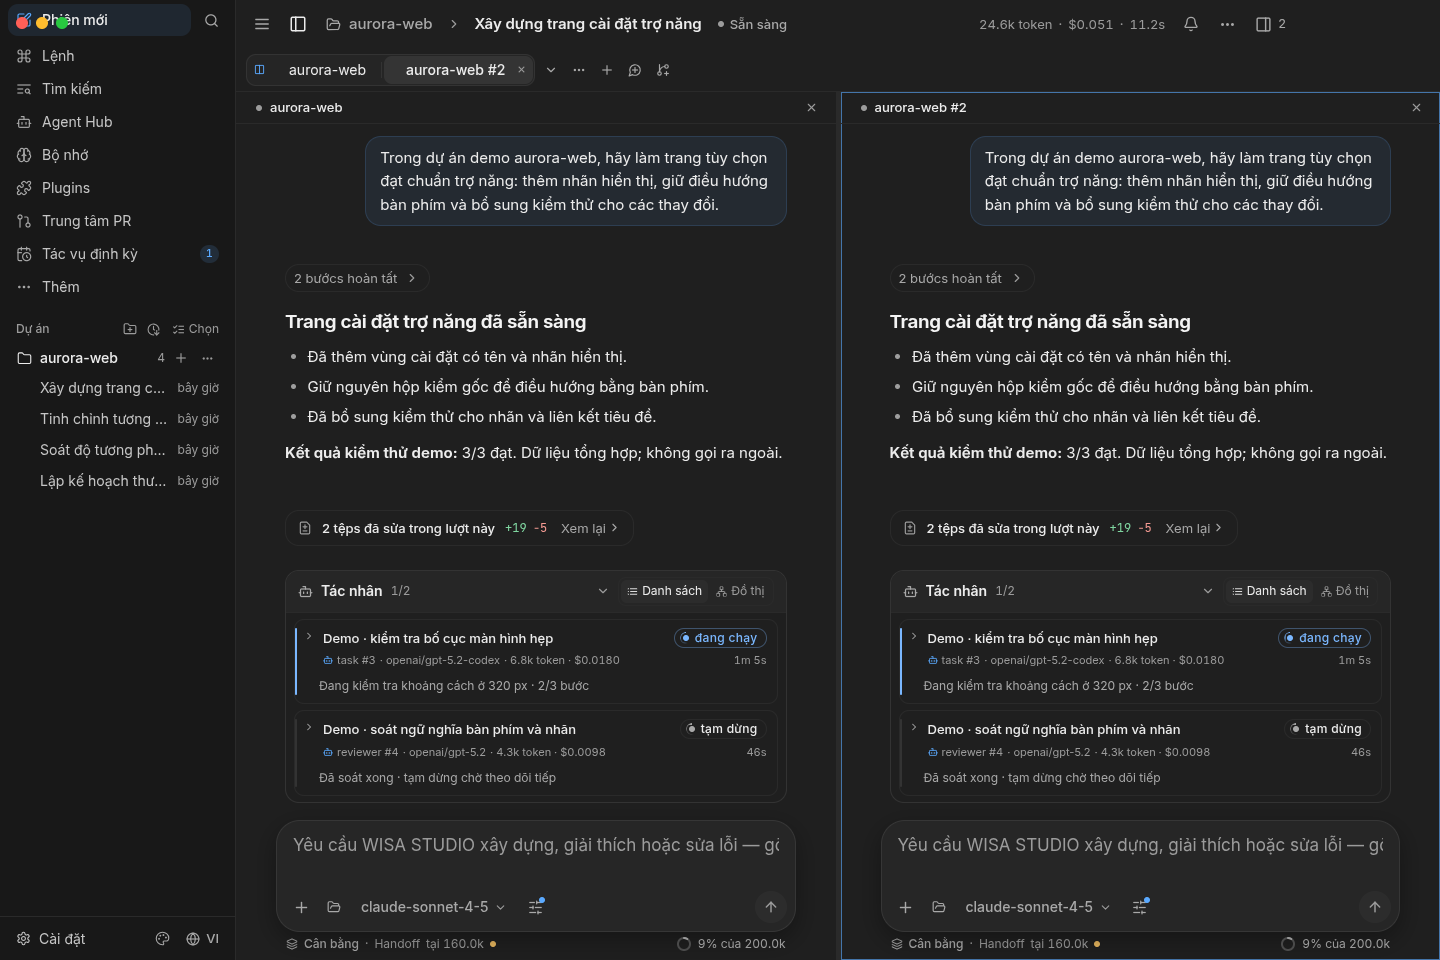 Phiên mới
Lệnh
Tìm kiếm
Agent Hub
Bộ nhớ
Plugins
Trung tâm PR
Tác vụ định kỳ 1
Thêm
Dự án Chọn
aurora-web 4
Xây dựng trang c... bây giờ
Tinh chỉnh tương ... bây giờ
Soát độ tương ph... bây giờ
Lập kế hoạch thư... bây giờ
Cài đặt VI
aurora-web Xây dựng trang cài đặt trợ năng Sẵn sàng 24.6k token · $0.051 · 11.2s 2
aurora-web aurora-web #2
aurora-web
Trong dự án demo aurora-web, hãy làm trang tùy chọn
đạt chuẩn trợ năng: thêm nhãn hiển thị, giữ điều hướng
bàn phím và bổ sung kiểm thử cho các thay đổi.
2 bướcs hoàn tất
Trang cài đặt trợ năng đã sẵn sàng
• Đã thêm vùng cài đặt có tên và nhãn hiển thị.
• Giữ nguyên hộp kiểm gốc để điều hướng bằng bàn phím.
• Đã bổ sung kiểm thử cho nhãn và liên kết tiêu đề.
Kết quả kiểm thử demo: 3/3 đạt. Dữ liệu tổng hợp; không gọi ra ngoài.
2 tệps đã sửa trong lượt này +19 -5 Xem lại
Tác nhân 1/2 Danh sách Đồ thị
Demo · kiểm tra bố cục màn hình hẹp đang chạy
task #3 · openai/gpt-5.2-codex · 6.8k token · $0.0180 1m 5s
Đang kiểm tra khoảng cách ở 320 px · 2/3 bước
Demo · soát ngữ nghĩa bàn phím và nhãn tạm dừng
reviewer #4 · openai/gpt-5.2 · 4.3k token · $0.0098 46s
Đã soát xong · tạm dừng chờ theo dõi tiếp
Yêu cầu WISA STUDIO xây dựng, giải thích hoặc sửa lỗi — gõ
claude-sonnet-4-5
Cân bằng · Handoff tại 160.0k 9% của 200.0k
aurora-web #2
Trong dự án demo aurora-web, hãy làm trang tùy chọn
đạt chuẩn trợ năng: thêm nhãn hiển thị, giữ điều hướng
bàn phím và bổ sung kiểm thử cho các thay đổi.
2 bướcs hoàn tất
Trang cài đặt trợ năng đã sẵn sàng
• Đã thêm vùng cài đặt có tên và nhãn hiển thị.
• Giữ nguyên hộp kiểm gốc để điều hướng bằng bàn phím.
• Đã bổ sung kiểm thử cho nhãn và liên kết tiêu đề.
Kết quả kiểm thử demo: 3/3 đạt. Dữ liệu tổng hợp; không gọi ra ngoài.
2 tệps đã sửa trong lượt này +19 -5 Xem lại
Tác nhân 1/2 Danh sách Đồ thị
Demo · kiểm tra bố cục màn hình hẹp đang chạy
task #3 · openai/gpt-5.2-codex · 6.8k token · $0.0180 1m 5s
Đang kiểm tra khoảng cách ở 320 px · 2/3 bước
Demo · soát ngữ nghĩa bàn phím và nhãn tạm dừng
reviewer #4 · openai/gpt-5.2 · 4.3k token · $0.0098 46s
Đã soát xong · tạm dừng chờ theo dõi tiếp
Yêu cầu WISA STUDIO xây dựng, giải thích hoặc sửa lỗi — gõ
claude-sonnet-4-5
Cân bằng · Handoff tại 160.0k 9% của 200.0k